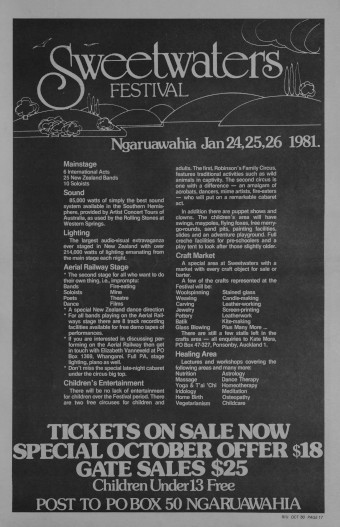 Sweetwaters
FESTIVAL
Ngaruawahia Jan 24,25,26 1981.
Mainstage
6 International Acts
25 New Zealand Bands
10 Soloists
Sound
85,000 watts of simply the best sound
system available in the Southern Hemis-
phere, provided by Artist Concert Tours of
Australia, as used by the Rolling Stones at
Western Springs.
Lighting
The largest audio-visual extravaganza
ever staged in New Zealand with over
214,000 watts of lighting emanating from
the main stage each night.
Aerial Railway Stage
* The second stage for all who want to do
their own thing, i.e., impromptu:
Bands Fire-eating
Soloists Mime
Poets Theatre
Dance Films
* A special New Zealand dance direction
* For all bands playing on the Aerial Rail-
ways stage there are 8 track recording
facilities available for free demo tapes of
performances.
* If you are interested in discussing per-
forming on the Aerial Railway then get
in touch with Elizabeth Yanneveld at PO
Box 1388, Whangarei. Full PA, stage
lighting, piano as well.
* Don't miss the special late-night cabaret
under the circus big top.
Children's Entertainment
There will be no lack of entertainment
for children over the Festival period. There
are two free circuses for children and
adults. The first, Robinson's Family Circus,
features traditional activities such as wild
animals in captivity. The second circus is
one with a difference — an amalgam of
acrobats, dancers, mime artists, fire-eaters
— who will put on a remarkable cabaret
act.
In addition there are puppet shows and
clowns. The children's area will have
swings, maypoles, flying foxes, free merry-
gorounds, send pits, painting facilities,
slides and an adventure playground. Full
creche facilities for pre-schoolers and a
play tent to look after those slightly older.
Craft Market
A special area at Sweetwaters with a
market with every craft object for sale or
barter.
A few of the crafts represented at the
Festival will be:
Woolspinning Stained glass
Weaving Candle-making
Carving Leather-working
Jewelry Screen-printing
Pottery Leatherwork
Batik Kite-making
Glass Blowing Plus Many More ...
There are still a few stalls left in the
crafts area — all enquiries to Kate More,
PO Box 47-227, Ponsonby, Auckland 1.
Healing Area
Lectures and workshops covering the
following areas and many more:
Nutrition Astrology
Massage Dance Therapy
Yoga & T'ai 'Chi Homeotherapy
Iridology Meditation
Home Birth Osteopathy
Vegetarianism Childcare
TICKETS ON SALE NOW
SPECIAL OCTOBER OFFER $18
GATE SALES $25
Children Under 13 Free
POST TO PO BOX 50 NGARUAWAHIA
RIU OCT 80 PAGE 17